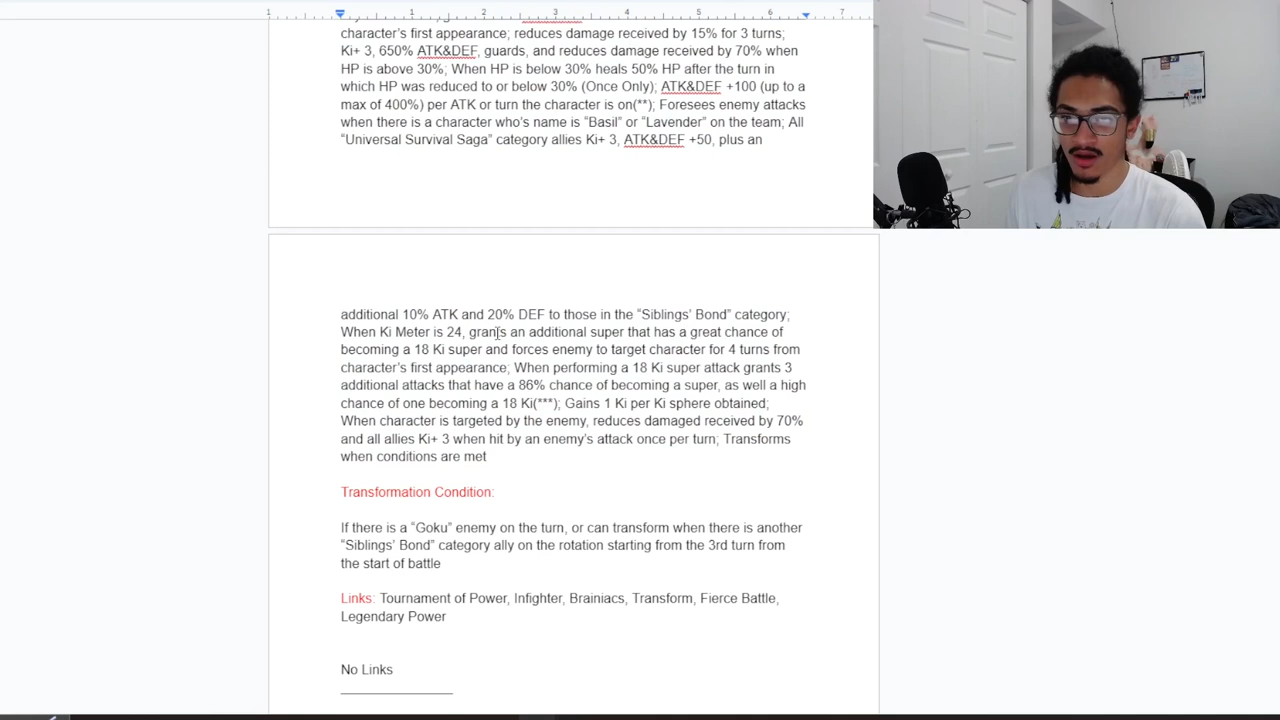 1 1 2 3 4 5 6 7
character’s first appearance; reduces damage received by 15% for 3 turns;
Ki+ 3, 650% ATK&DEF, guards, and reduces damage received by 70% when
HP is above 30%; When HP is below 30% heals 50% HP after the turn in
which HP was reduced to or below 30% (Once Only); ATK&DEF +100 (up to a
max of 400%) per ATK or turn the character is on(**); Foresees enemy attacks
when there is a character who’s name is “Basil” or “Lavender” on the team; All
“Universal Survival Saga” category allies Ki+ 3, ATK&DEF +50, plus an
additional 10% ATK and 20% DEF to those in the “Siblings’ Bond” category;
When Ki Meter is 24, grants an additional super that has a great chance of
becoming a 18 Ki super and forces enemy to target character for 4 turns from
character’s first appearance; When performing a 18 Ki super attack grants 3
additional attacks that have a 86% chance of becoming a super, as well a high
chance of one becoming a 18 Ki(***); Gains 1 Ki per Ki sphere obtained;
When character is targeted by the enemy, reduces damaged received by 70%
and all allies Ki+ 3 when hit by an enemy’s attack once per turn; Transforms
when conditions are met
Transformation Condition:
If there is a “Goku” enemy on the turn, or can transform when there is another
“Siblings’ Bond” category ally on the rotation starting from the 3rd turn from
the start of battle
Links: Tournament of Power, Infighter, Brainiacs, Transform, Fierce Battle,
Legendary Power
No Links